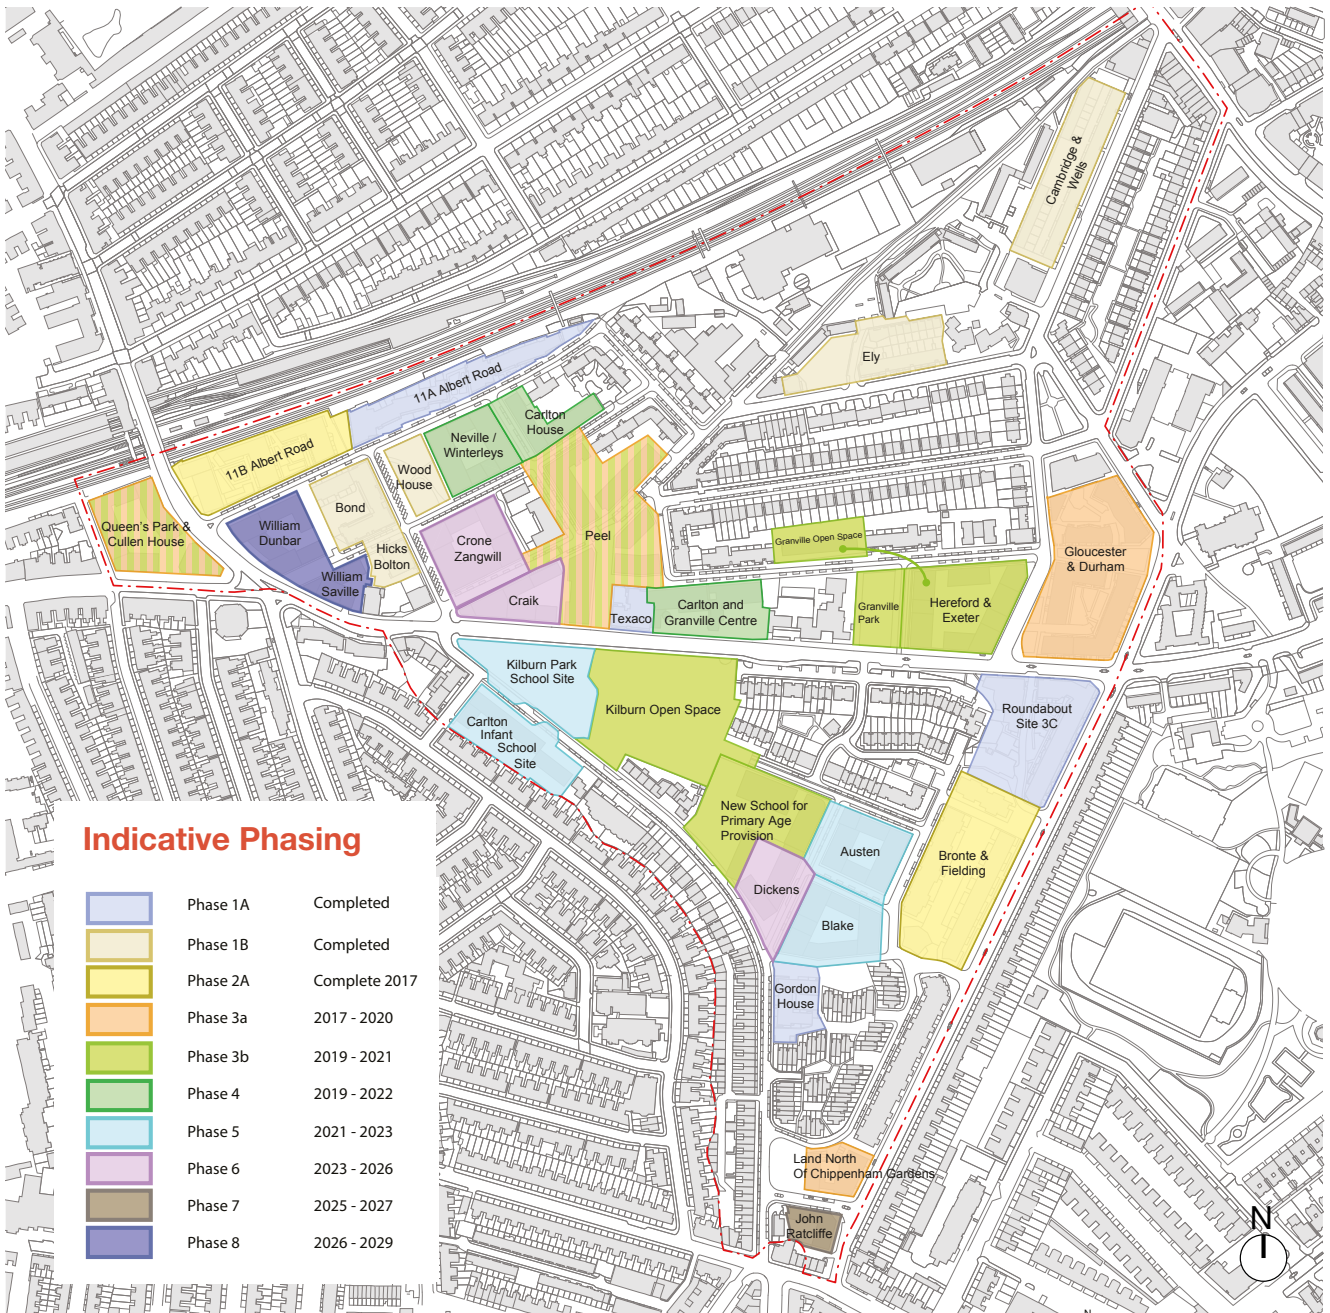 Cambridge &
Wells
Ely
11A Albert Road
Carlton
House
Neville /
Winterleys
11B Albert Road
Wood
House
Bond
Queen's Park &
Cullen House
William
Dunbar
Peel
Crone
Zangwill
Hicks
Bolton
Granville Open Space
Gloucester
& Durham
William
Saville
Craik
Texaco
Carlton and
Granville Centre
Granville
Park
Hereford &
Exeter
Kilburn Park
School Site
Kilburn Open Space
Roundabout
Site 3C
Carlton
Infant
School
Site
New School for
Primary Age
Provision
Austen
Bronte &
Fielding
Dickens
Blake
Gordon
House
Land North
Of Chippenham Gardens
John
Ratcliffe
Indicative Phasing
Phase 1A Completed
Phase 1B Completed
Phase 2A Complete 2017
Phase 3a 2017 - 2020
Phase 3b 2019 - 2021
Phase 4 2019 - 2022
Phase 5 2021 - 2023
Phase 6 2023 - 2026
Phase 7 2025 - 2027
Phase 8 2026 - 2029
N
N